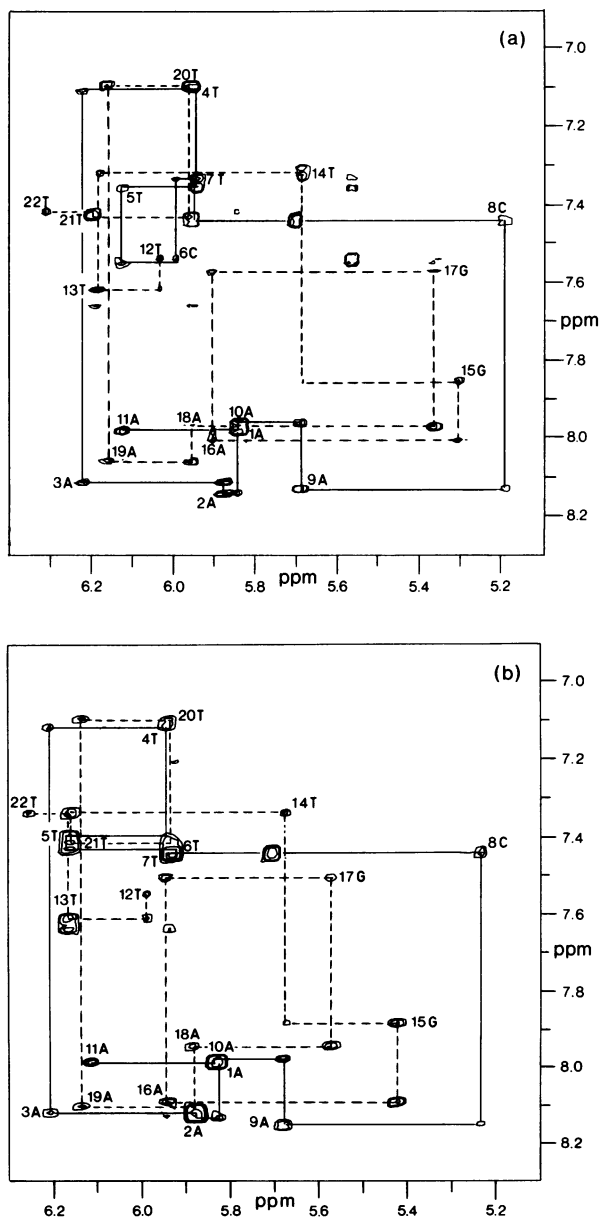 (a)
7.0
20T
4T
7.2
14T
7T
5T
22T
21T
7.4
8C
12T
6C
17G
7.6
13T
ppm
7.8
15G
10A
18A
11A
1A
16A
8.0
19A
3A
2A
9A
8.2
6.2
6.0
ppm
5.6
5.4
5.2
(b)
7.0
20T
4T
7.2
22T
14T
5T
21T
6T
7T
7.4
8C
17G
12T
13T
7.6
ppm
7.8
15G
18A
10A
11A
1A
8.0
16A
19A
3A
2A
9A
8.2
6.2
6.0
ppm
5.6
5.4
5.2